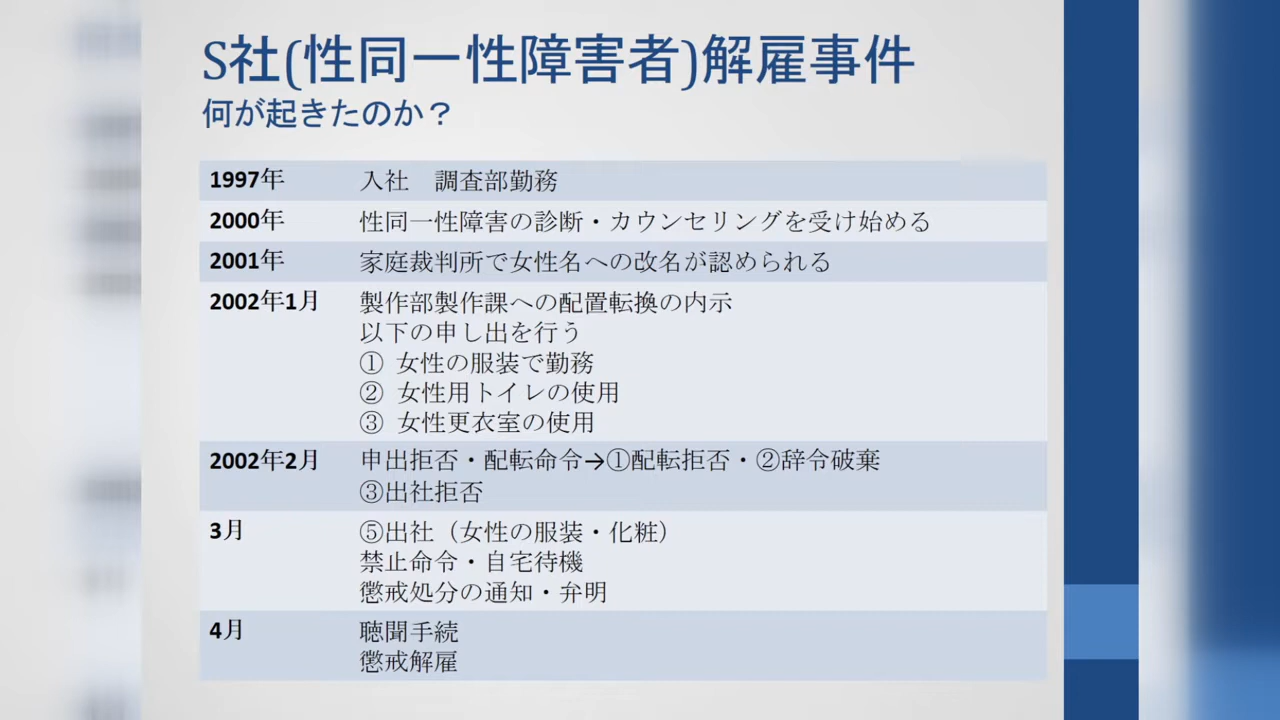 S社(性同一性障害者)解雇事件
何が起きたのか？
1997年 入社　調査部勤務
2000年 性同一性障害の診断・カウンセリングを受け始める
2001年 家庭裁判所で女性名への改名が認められる
2002年1月 製作部製作課への配置転換の内示
以下の申し出を行う
① 女性の服装で勤務
② 女性用トイレの使用
③ 女性更衣室の使用
2002年2月 申出拒否・配転命令→①配転拒否・②辞令破棄
③出社拒否
3月 ⑤出社（女性の服装・化粧）
禁止命令・自宅待機
懲戒処分の通知・弁明
4月 聴聞手続
懲戒解雇